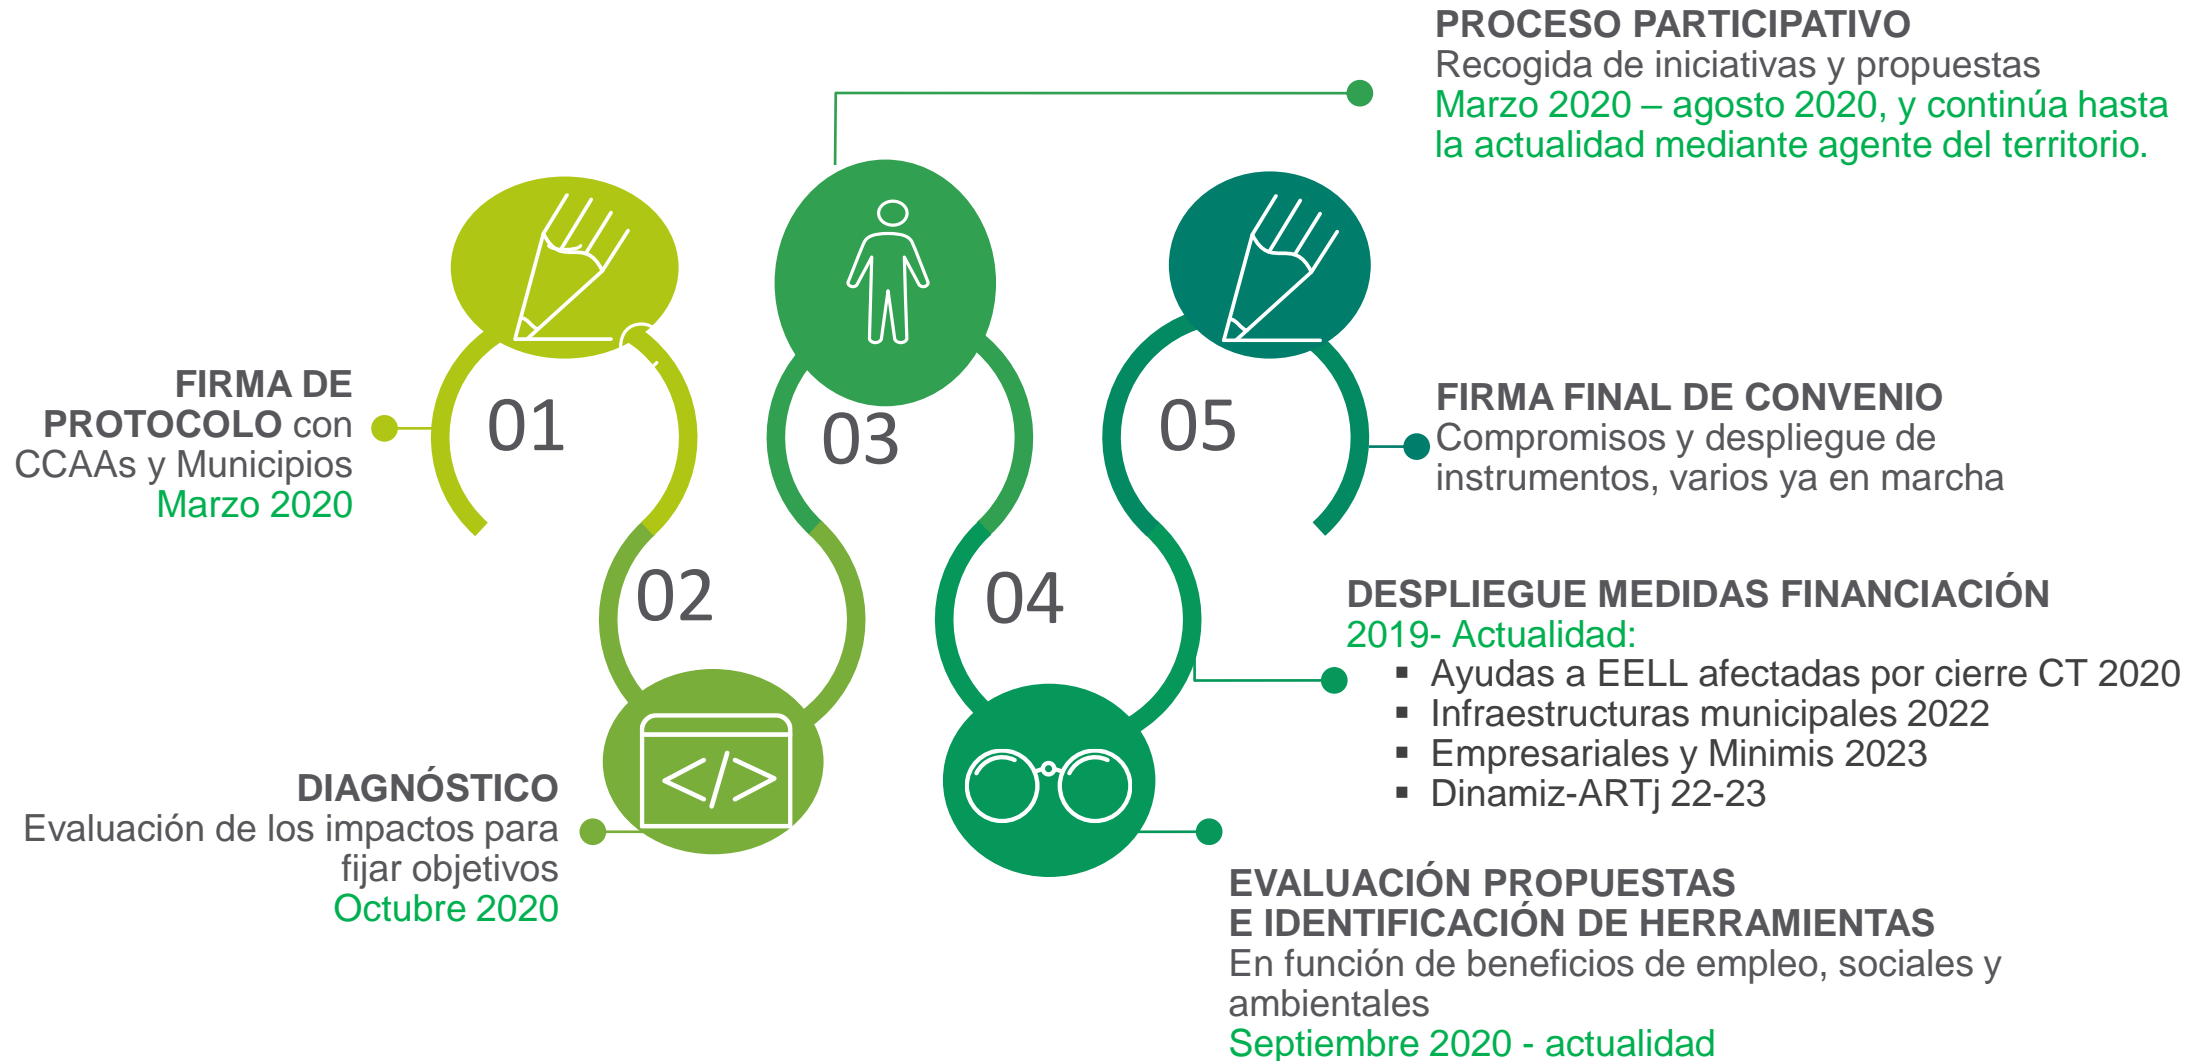 FIRMA DE
PROTOCOLO con
CCAAs y Municipios
Marzo 2020
01
DIAGNÓSTICO
Evaluación de los impactos para
fijar objetivos
Octubre 2020
02
</>
PROCESO PARTICIPATIVO
Recogida de iniciativas y propuestas
Marzo 2020 – agosto 2020, y continúa hasta
la actualidad mediante agente del territorio.
03
04
EVALUACIÓN PROPUESTAS
E IDENTIFICACIÓN DE HERRAMIENTAS
En función de beneficios de empleo, sociales y
ambientales
Septiembre 2020 - actualidad
DESPLIEGUE MEDIDAS FINANCIACIÓN
2019- Actualidad:
▪ Ayudas a EELL afectadas por cierre CT 2020
▪ Infraestructuras municipales 2022
▪ Empresariales y Minimis 2023
▪ Dinamiz-ARTj 22-23
05
FIRMA FINAL DE CONVENIO
Compromisos y despliegue de
instrumentos, varios ya en marcha